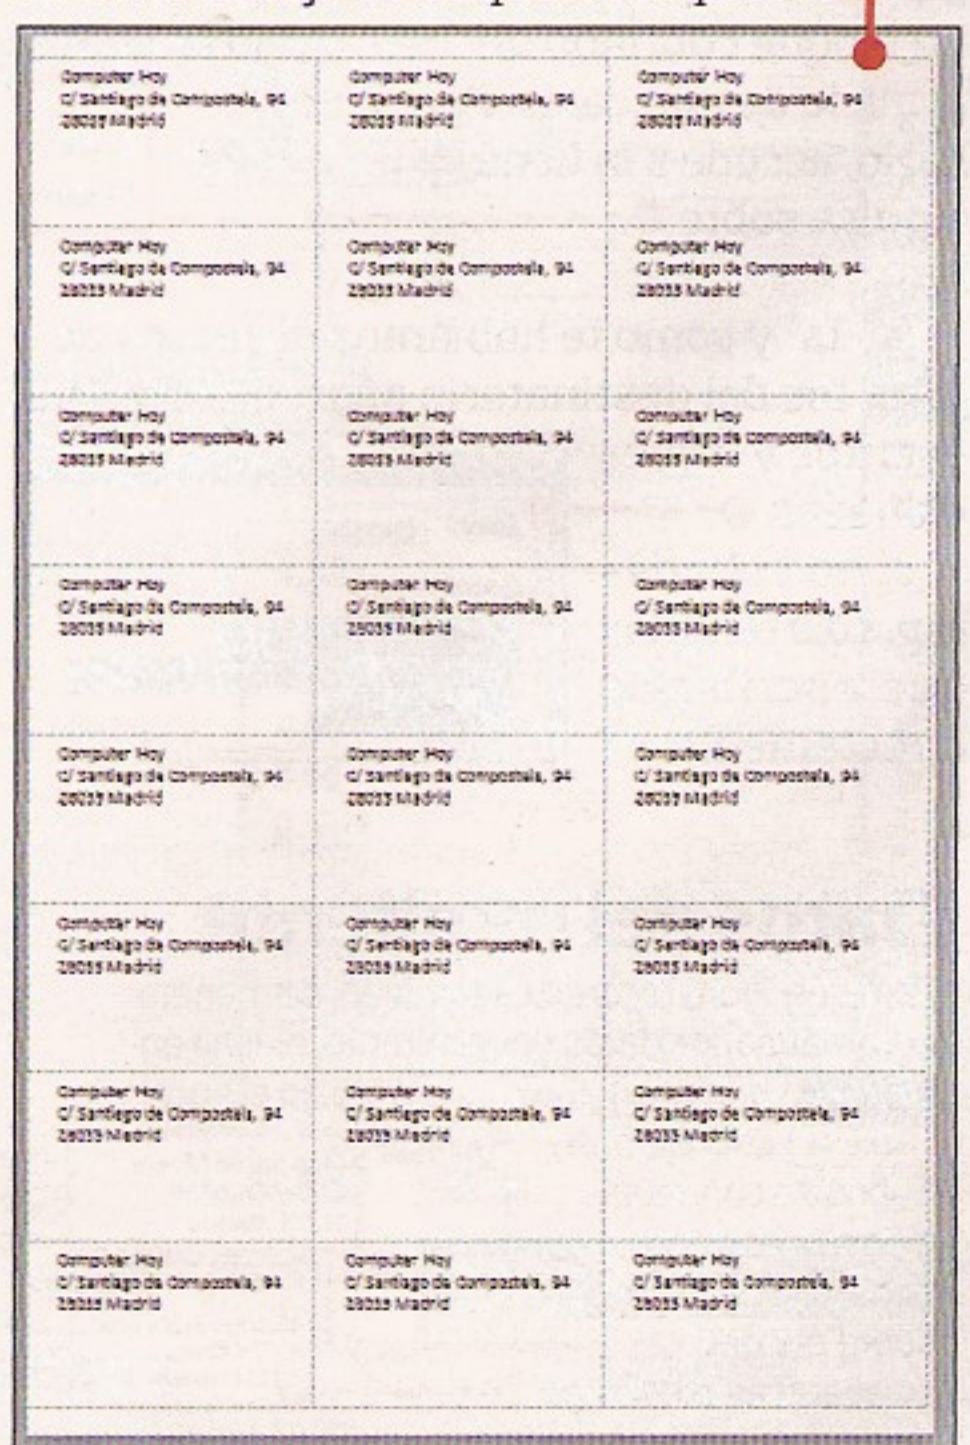 Computer Hoy Computer Hoy Computer Hoy
C/ Santiago de Compostela, 94 C/ Santiago de Compostela, 94 C/ Santiago de Compostela, 94
28035 Madrid 28035 Madrid 28035 Madrid
Computer Hoy Computer Hoy Computer Hoy
C/ Santiago de Compostela, 94 C/ Santiago de Compostela, 94 C/ Santiago de Compostela, 94
28035 Madrid 28035 Madrid 28035 Madrid
Computer Hoy Computer Hoy Computer Hoy
C/ Santiago de Compostela, 94 C/ Santiago de Compostela, 94 C/ Santiago de Compostela, 94
28035 Madrid 28035 Madrid 28035 Madrid
Computer Hoy Computer Hoy Computer Hoy
C/ Santiago de Compostela, 94 C/ Santiago de Compostela, 94 C/ Santiago de Compostela, 94
28035 Madrid 28035 Madrid 28035 Madrid
Computer Hoy Computer Hoy Computer Hoy
C/ Santiago de Compostela, 94 C/ Santiago de Compostela, 94 C/ Santiago de Compostela, 94
28035 Madrid 28035 Madrid 28035 Madrid
Computer Hoy Computer Hoy Computer Hoy
C/ Santiago de Compostela, 94 C/ Santiago de Compostela, 94 C/ Santiago de Compostela, 94
28035 Madrid 28035 Madrid 28035 Madrid
Computer Hoy Computer Hoy Computer Hoy
C/ Santiago de Compostela, 94 C/ Santiago de Compostela, 94 C/ Santiago de Compostela, 94
28035 Madrid 28035 Madrid 28035 Madrid
Computer Hoy Computer Hoy Computer Hoy
C/ Santiago de Compostela, 94 C/ Santiago de Compostela, 94 C/ Santiago de Compostela, 94
28035 Madrid 28035 Madrid 28035 Madrid